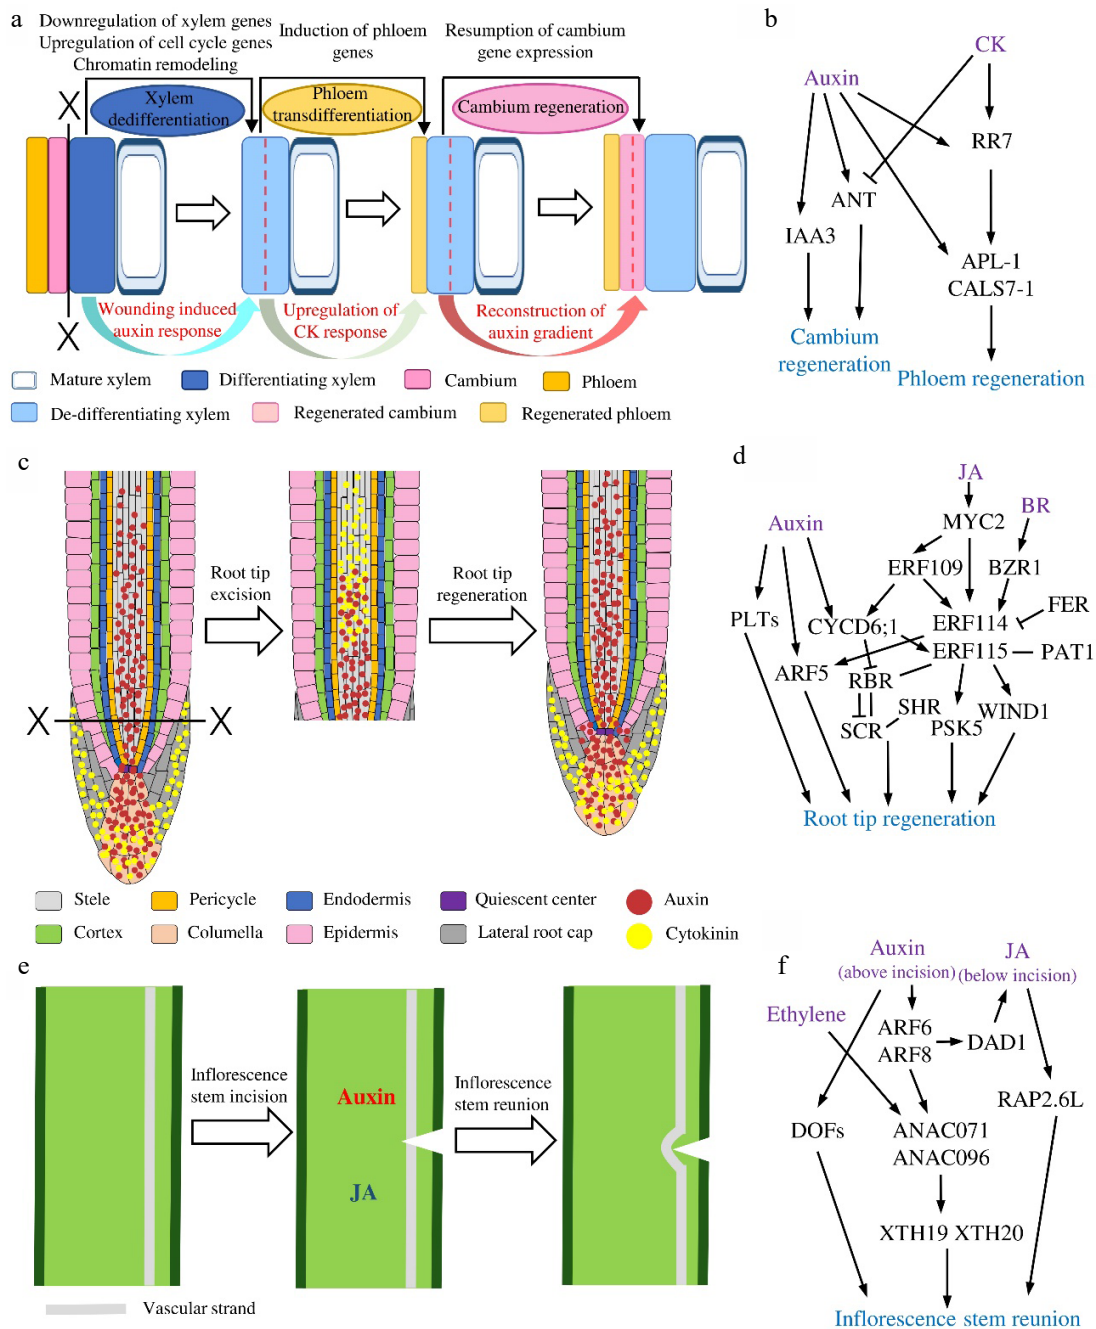 a
Downregulation of xylem genes
Upregulation of cell cycle genes
Chromatin remodeling
Induction of phloem
genes
Resumption of cambium
gene expression
X
Xylem
dedifferentiation
Phloem
transdifferentiation
Cambium regeneration
Wounding induced
auxin response
Upregulation of
CK response
Reconstruction of
auxin gradient
X
Mature xylem
Differentiating xylem
Cambium
Phloem
De-differentiating xylem
Regenerated cambium
Regenerated phloem
b
CK
Auxin
RR7
ANT
IAA3
APL-1
CALS7-1
Cambium
regeneration
Phloem regeneration
c
Root tip
excision
Root tip
regeneration
X
X
Stele
Pericycle
Endodermis
Quiescent center
Auxin
Cortex
Columella
Epidermis
Lateral root cap
Cytokinin
d
JA
BR
Auxin
MYC2
ERF109
BZR1
FER
PLTs
CYCD6;1
ERF114
ERF115
PAT1
ARF5
RBR
SHR
WIND1
SCR
PSK5
Root tip regeneration
e
Inflorescence
stem incision
Auxin
JA
Inflorescence
stem reunion
Vascular strand
f
Auxin
(above incision)
JA
(below incision)
Ethylene
ARF6
ARF8
DAD1
RAP2.6L
DOFs
ANAC071
ANAC096
XTH19 XTH20
Inflorescence stem reunion